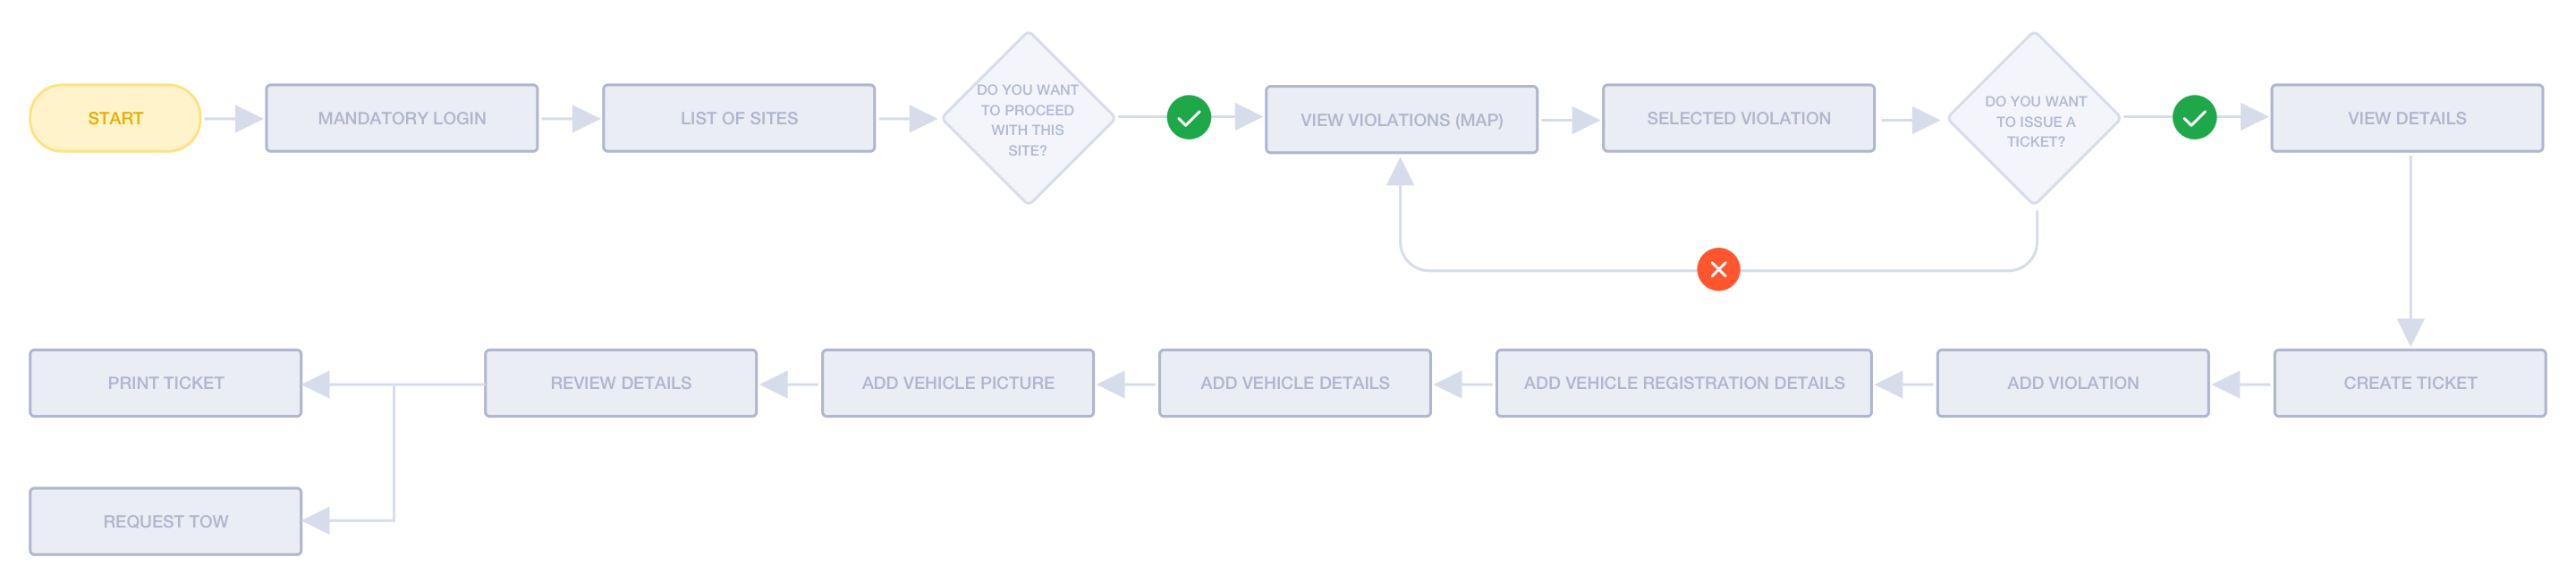 START
MANDATORY LOGIN
LIST OF SITES
DO YOU WANT
TO PROCEED
WITH THIS
SITE?
VIEW VIOLATIONS (MAP)
SELECTED VIOLATION
DO YOU WANT
TO ISSUE A
TICKET?
VIEW DETAILS
PRINT TICKET
REVIEW DETAILS
ADD VEHICLE PICTURE
ADD VEHICLE DETAILS
ADD VEHICLE REGISTRATION DETAILS
ADD VIOLATION
CREATE TICKET
REQUEST TOW